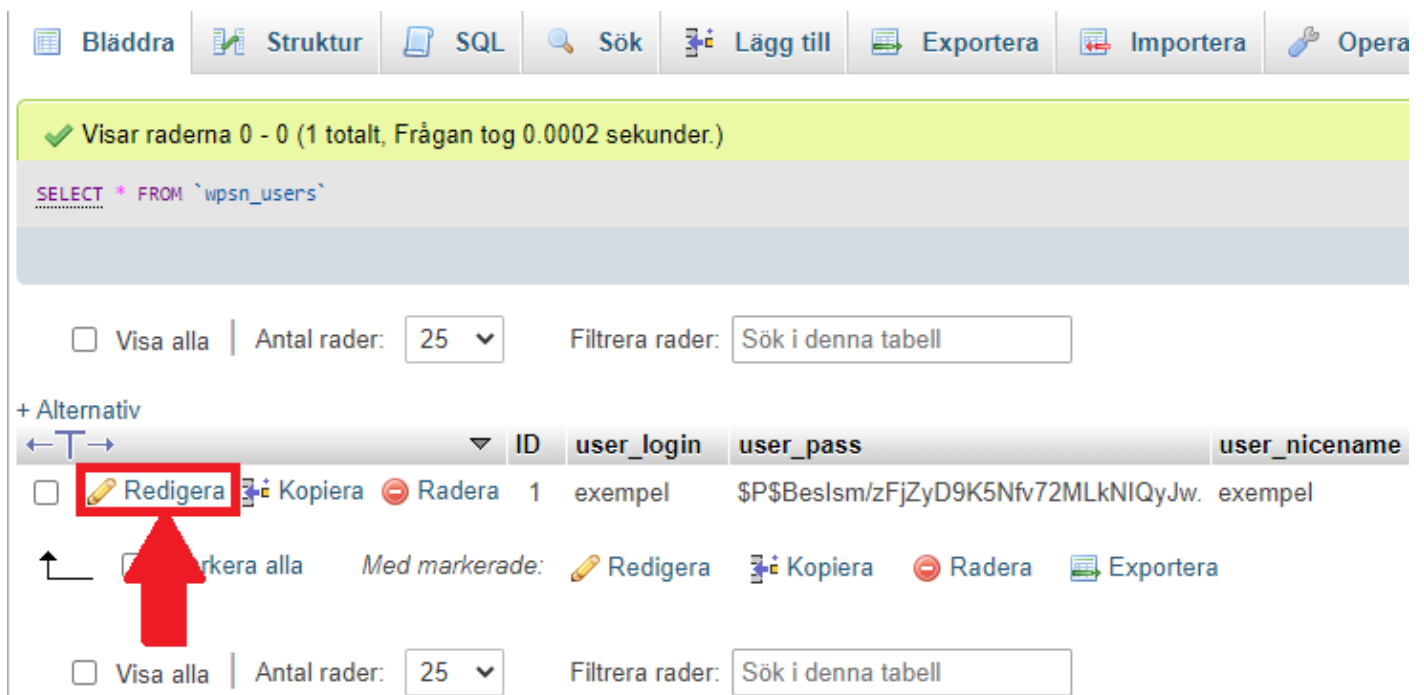 Bläddra Struktur SQL Sök Lägg till Exportera Importera Opera
Visar raderna 0 - 0 (1 totalt, Frågan tog 0.0002 sekunder.)
SELECT * FROM `wpsn_users`
Visa alla Antal rader: 25 Filtrera rader: Sök i denna tabell
+ Alternativ
←T→ ID user_login user_pass user_nicename
Redigera Kopiera Radera 1 exempel $P$BesIsm/zFjZyD9K5Nfv72MLkNIQyJw. exempel
rkera alla Med markerade: Redigera Kopiera Radera Exportera
Visa alla Antal rader: 25 Filtrera rader: Sök i denna tabell